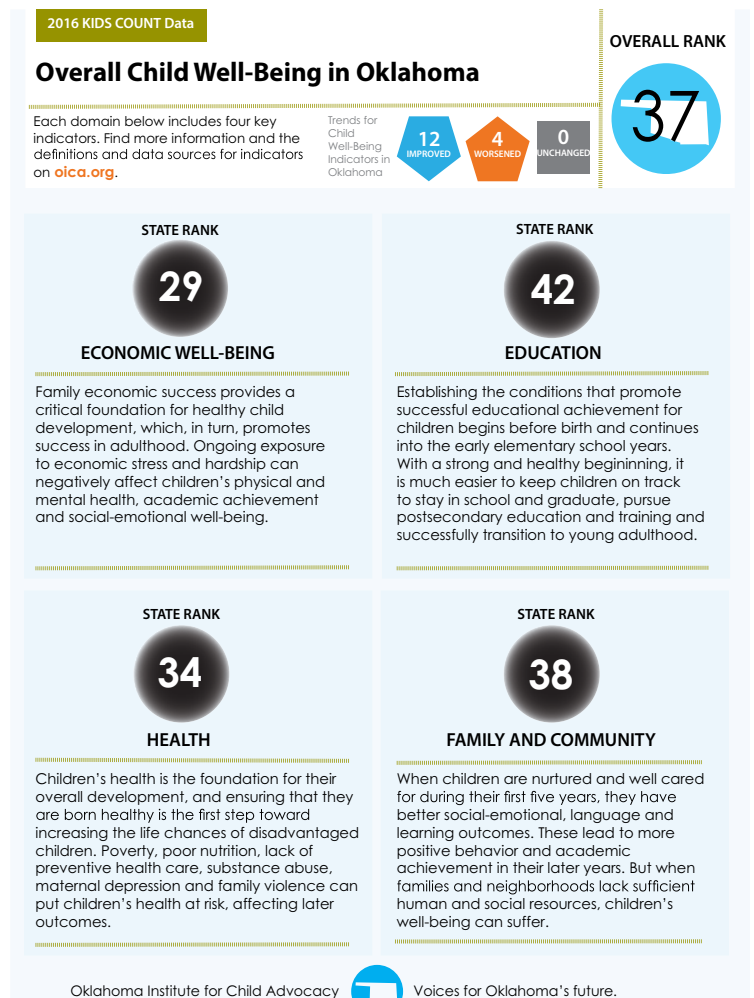 2016 KIDS COUNT Data
Overall Child Well-Being in Oklahoma
OVERALL RANK
37
Each domain below includes four key
indicators. Find more information and the
definitions and data sources for indicators
on oica.org.
Trends for
Child
Well-Being
Indicators in
Oklahoma
12
IMPROVED
4
WORSENED
0
UNCHANGED
STATE RANK
29
ECONOMIC WELL-BEING
Family economic success provides a
critical foundation for healthy child
development, which, in turn, promotes
success in adulthood. Ongoing exposure
to economic stress and hardship can
negatively affect children’s physical and
mental health, academic achievement
and social-emotional well-being.
STATE RANK
42
EDUCATION
Establishing the conditions that promote
successful educational achievement for
children begins before birth and continues
into the early elementary school years.
With a strong and healthy begininning, it
is much easier to keep children on track
to stay in school and graduate, pursue
postsecondary education and training and
successfully transition to young adulthood.
STATE RANK
34
HEALTH
Children’s health is the foundation for their
overall development, and ensuring that they
are born healthy is the first step toward
increasing the life chances of disadvantaged
children. Poverty, poor nutrition, lack of
preventive health care, substance abuse,
maternal depression and family violence can
put children’s health at risk, affecting later
outcomes.
STATE RANK
38
FAMILY AND COMMUNITY
When children are nurtured and well cared
for during their first five years, they have
better social-emotional, language and
learning outcomes. These lead to more
positive behavior and academic
achievement in their later years. But when
families and neighborhoods lack sufficient
human and social resources, children’s
well-being can suffer.
Oklahoma Institute for Child Advocacy
Voices for Oklahoma’s future.